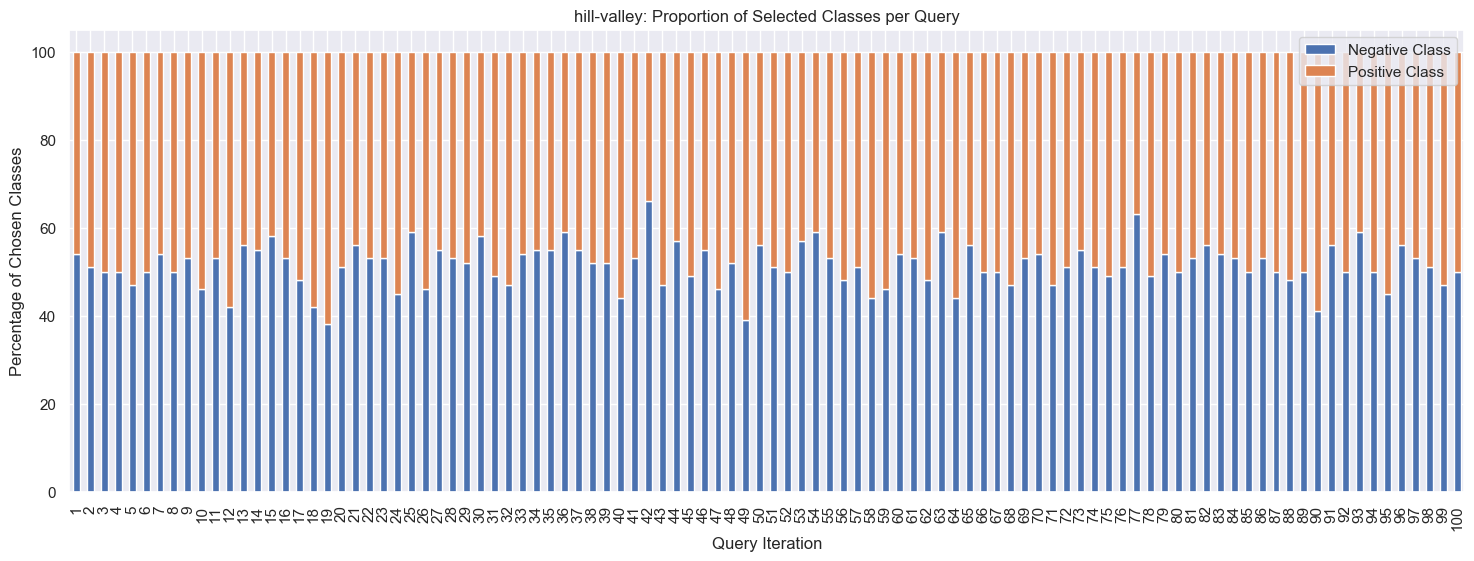 hill-valley: Proportion of Selected Classes per Query
Negative Class
Positive Class
Percentage of Chosen Classes
100
80
60
40
20
0
1 2 3 4 5 6 7 8 9 10 11 12 13 14 15 16 17 18 19 20 21 22 23 24 25 26 27 28 29 30 31 32 33 34 35 36 37 38 39 40 41 42 43 44 45 46 47 48 49 50 51 52 53 54 55 56 57 58 59 60 61 62 63 64 65 66 67 68 69 70 71 72 73 74 75 76 77 78 79 80 81 82 83 84 85 86 87 88 89 90 91 92 93 94 95 96 97 98 99 100
Query Iteration